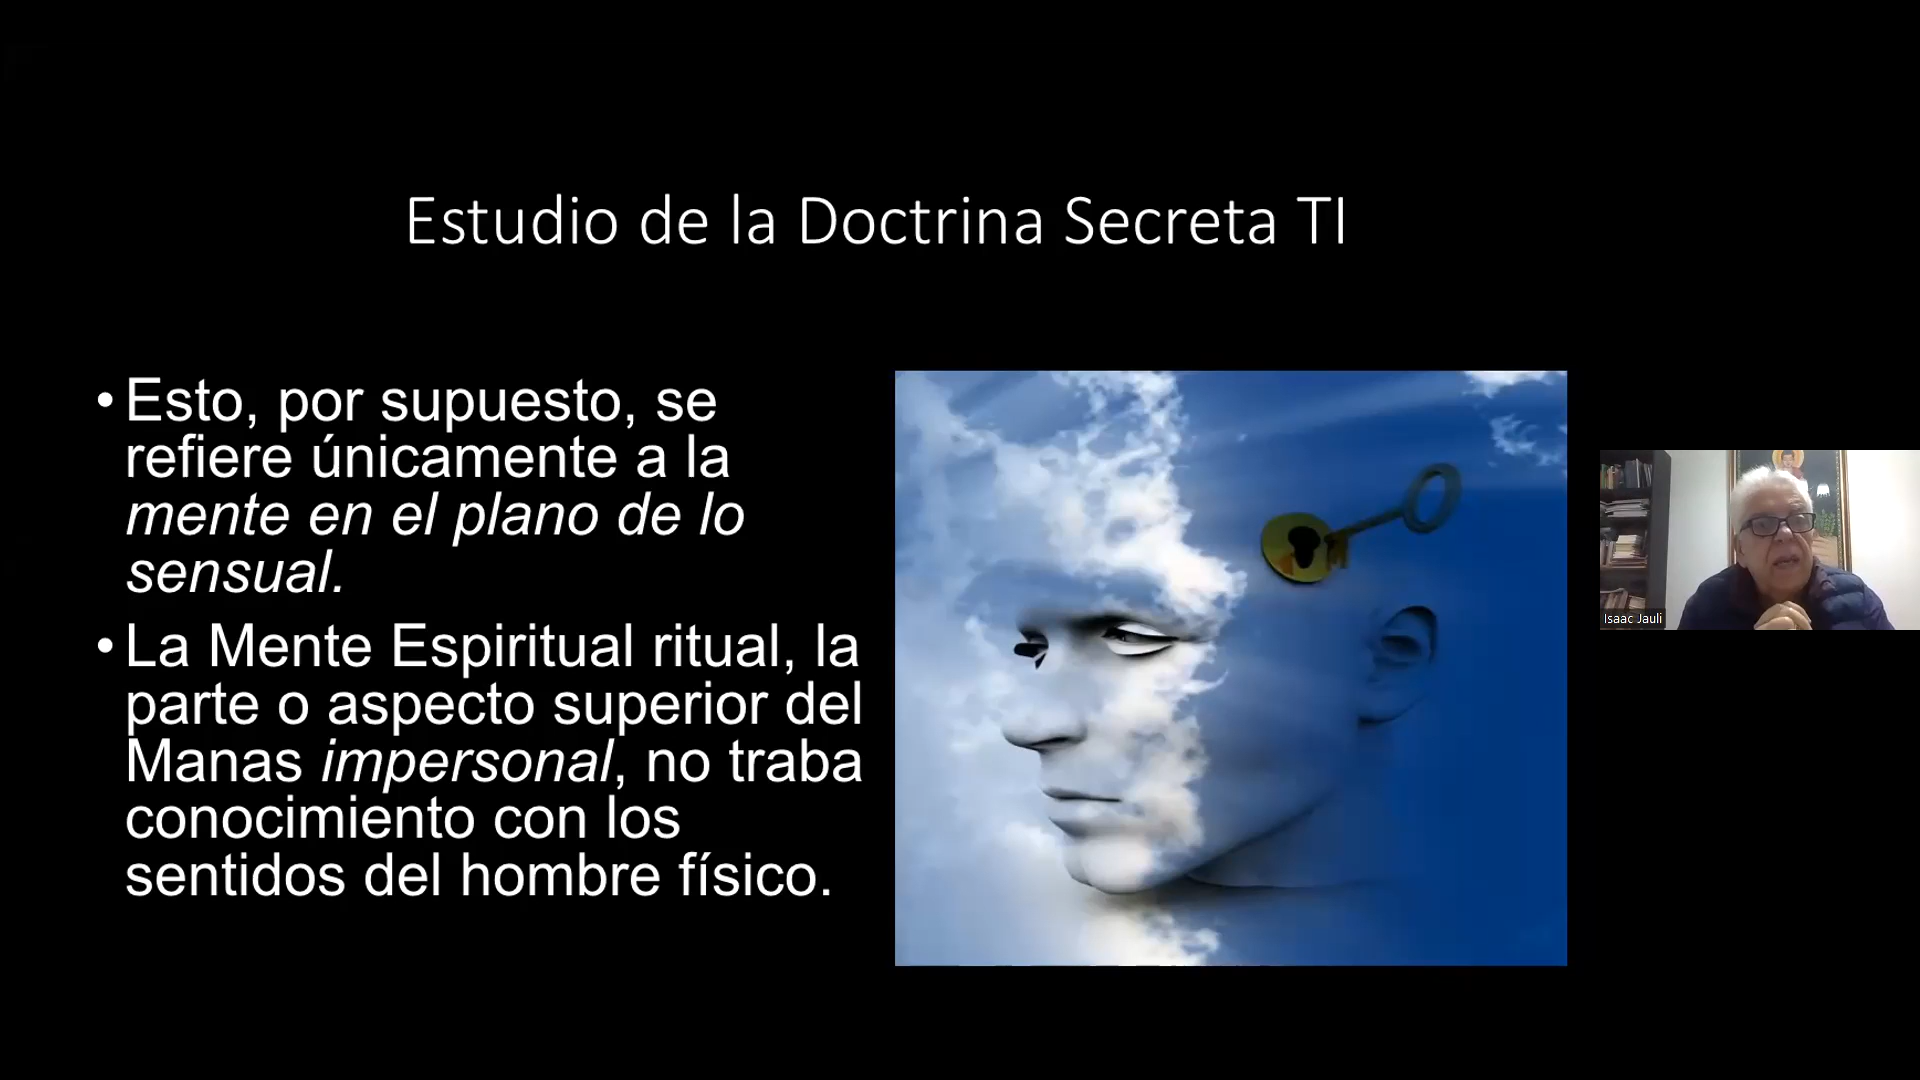 Estudio de la Doctrina Secreta TI
• Esto, por supuesto, se
refiere únicamente a la
mente en el plano de lo
sensual.
• La Mente Espiritual ritual, la
parte o aspecto superior del
Manas impersonal, no traba
conocimiento con los
sentidos del hombre físico.
Isaac Jauli